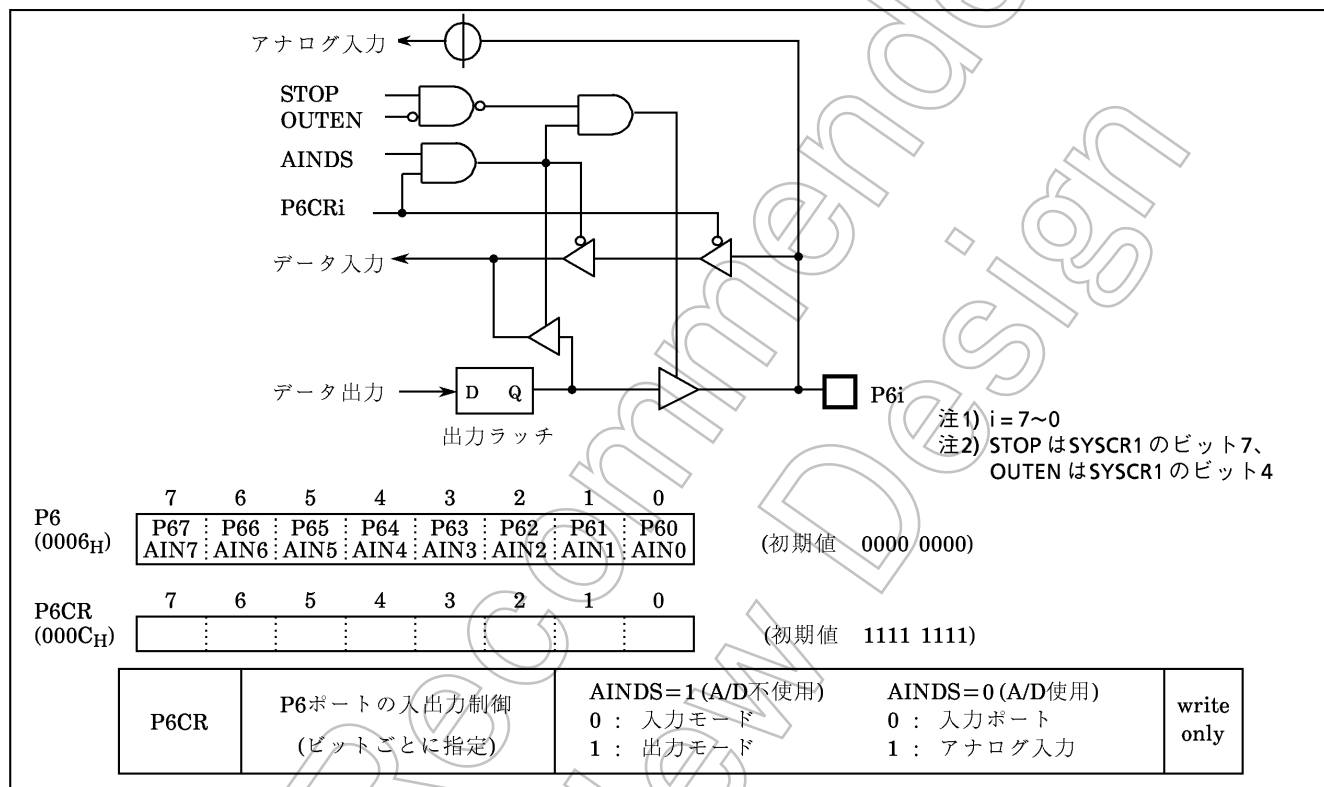 アナログ入力
STOP
OUTEN
AINDS
P6CRi
データ入力
データ出力
D Q
出力ラッチ
P6i
注1) i = 7~0
注2) STOP はSYSCR1 のビット7、
OUTEN はSYSCR1 のビット4
7 6 5 4 3 2 1 0
P6
(0006H)
P67 P66 P65 P64 P63 P62 P61 P60
AIN7 AIN6 AIN5 AIN4 AIN3 AIN2 AIN1 AIN0
(初期値 0000 0000)
7 6 5 4 3 2 1 0
P6CR
(000CH)
(初期値 1111 1111)
P6CR
P6ポートの入出力制御
(ビットごとに指定)
AINDS=1 (A/D不使用)
0 : 入力モード
1 : 出力モード
AINDS=0 (A/D使用)
0 : 入力ポート
1 : アナログ入力
write
only